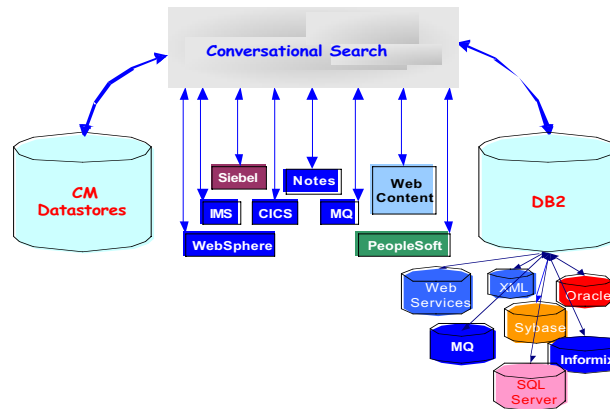 Conversational Search
CM
Datastores
Siebel
Notes
Web
Content
IMS
CICS
MQ
WebSphere
PeopleSoft
DB2
Web
Services
XML
Oracle
Sybase
MQ
Informix
SQL
Server